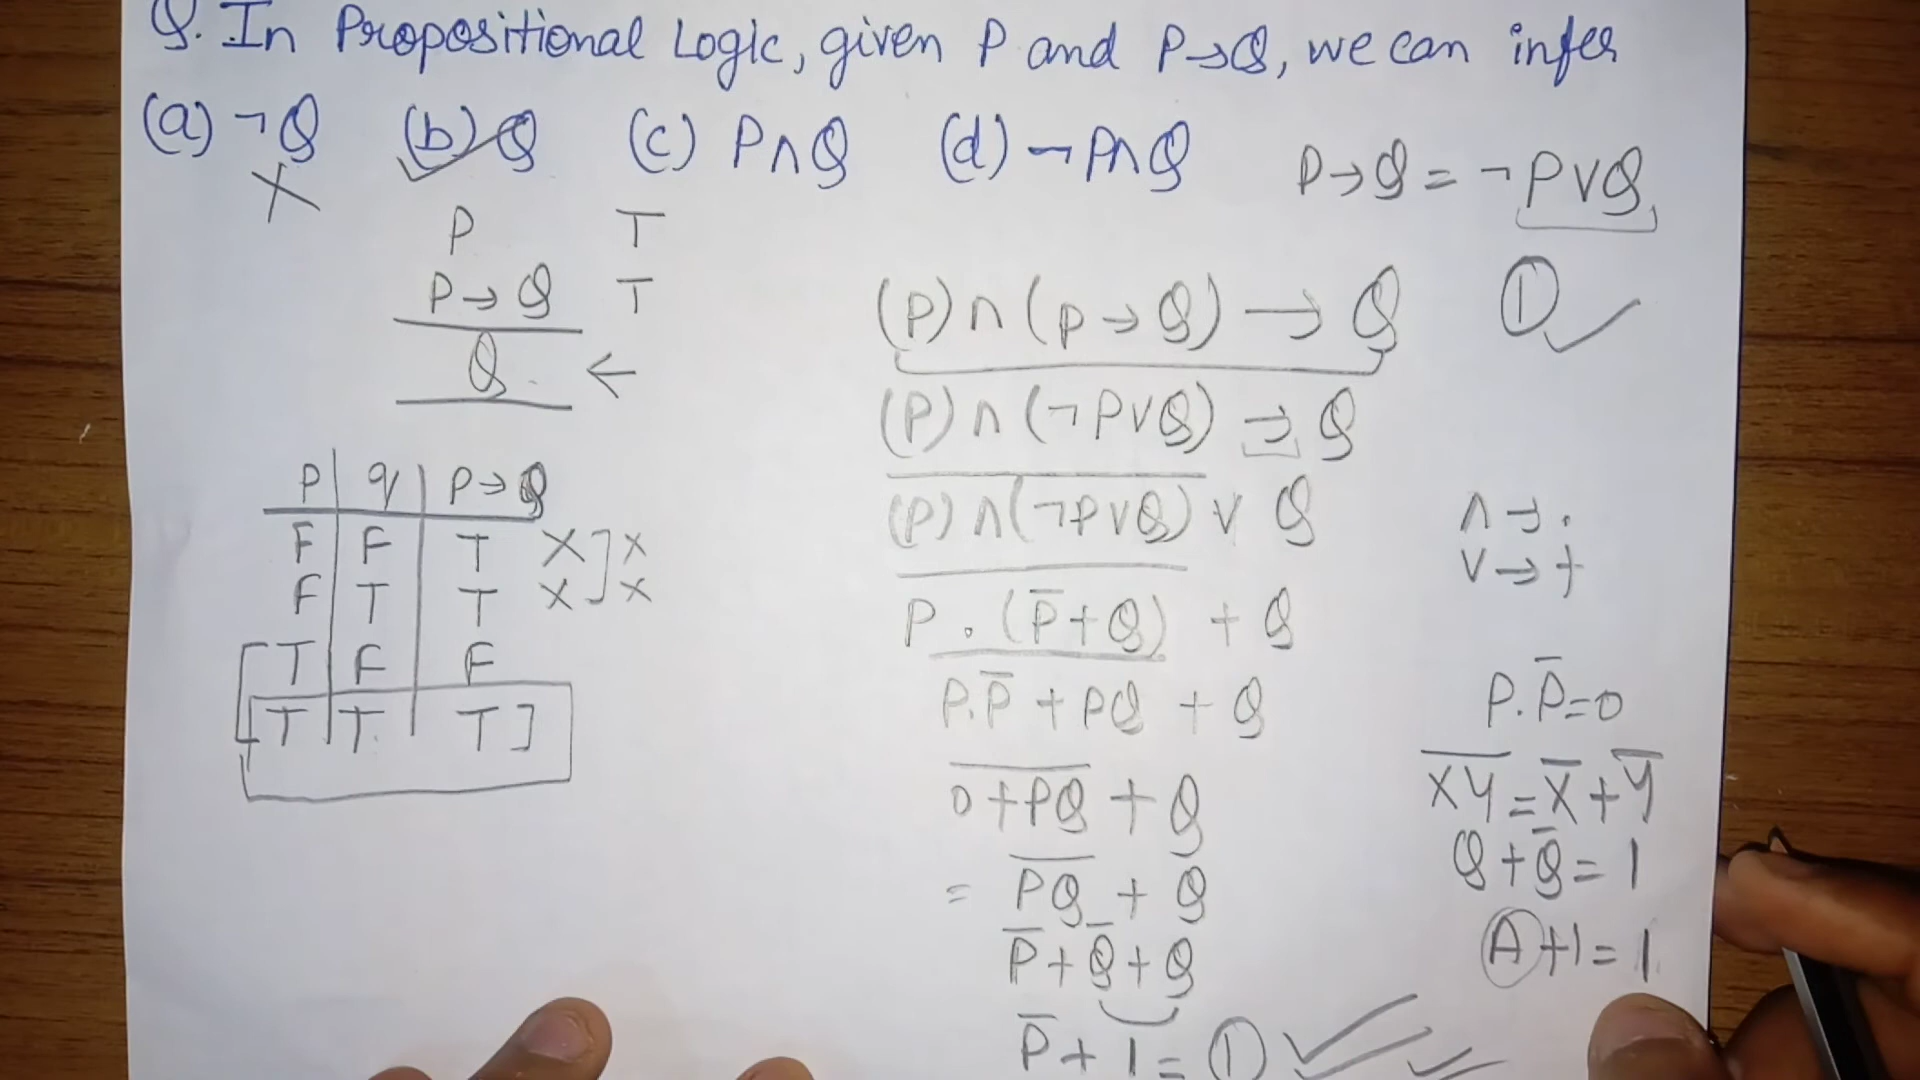 Q. In Propositional Logic, given P and P→Q, we can infer
(a) ¬Q (b) Q (c) P∧Q (d) ¬P∧Q
P→Q = ¬P∨Q
P T
P→Q T
Q ←
(P)∧(P→Q) → Q ① ✓
(P)∧(¬P∨Q) → Q
P | q | P→Q
F F T X ] X
F T T X ] X
[ T F F
[ T T T ]
(P)∧(¬P∨Q) ∨ Q
∧→.
∨→+
P.(P̅+Q) + Q
P.P̅ + PQ + Q
P.P̅=0
0+PQ + Q
XY = X̅+Y̅
= PQ + Q
Q+Q̅=1
P̅+Q̅+Q
A+1=1
P̅+1=①